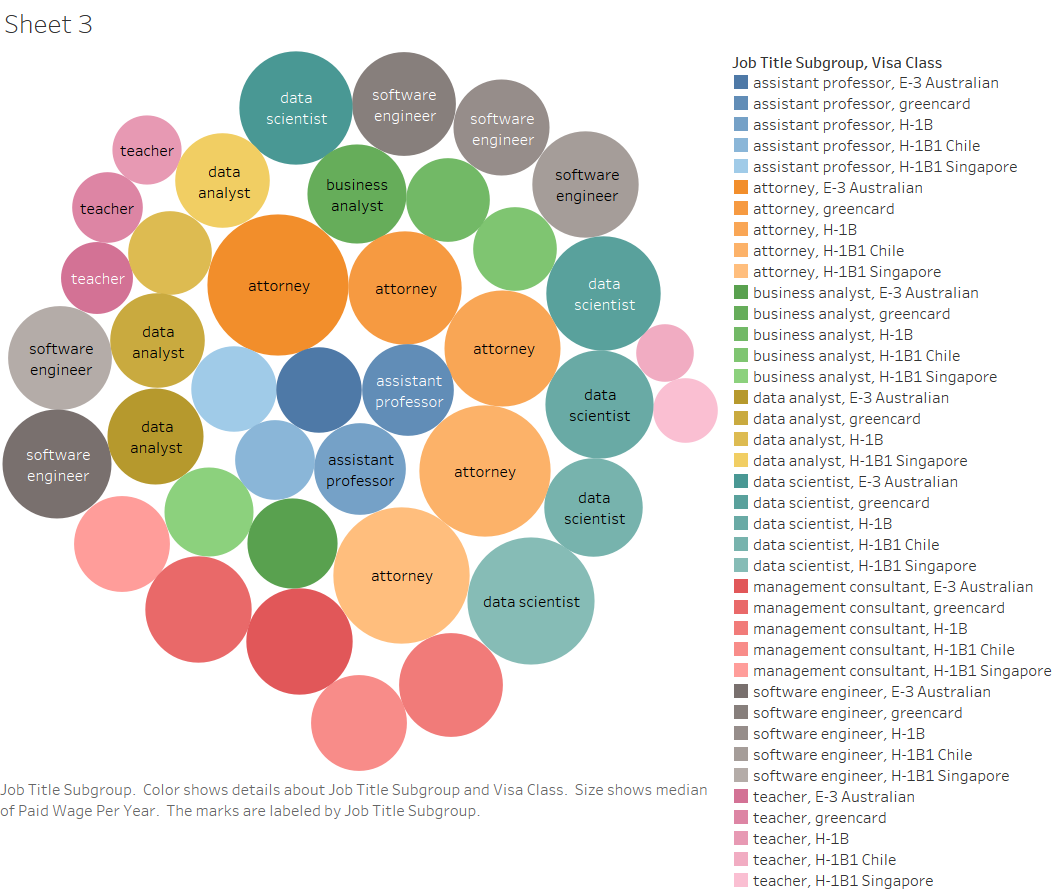 Sheet 3
data
scientist
software
engineer
software
engineer
teacher
data
analyst
business
analyst
software
engineer
teacher
teacher
attorney
attorney
data
scientist
software
engineer
data
analyst
attorney
assistant
professor
data
scientist
data
analyst
software
engineer
assistant
professor
attorney
data
scientist
attorney
data scientist
Job Title Subgroup, Visa Class
assistant professor, E-3 Australian
assistant professor, greencard
assistant professor, H-1B
assistant professor, H-1B1 Chile
assistant professor, H-1B1 Singapore
attorney, E-3 Australian
attorney, greencard
attorney, H-1B
attorney, H-1B1 Chile
attorney, H-1B1 Singapore
business analyst, E-3 Australian
business analyst, greencard
business analyst, H-1B
business analyst, H-1B1 Chile
business analyst, H-1B1 Singapore
data analyst, E-3 Australian
data analyst, greencard
data analyst, H-1B
data analyst, H-1B1 Singapore
data scientist, E-3 Australian
data scientist, greencard
data scientist, H-1B
data scientist, H-1B1 Chile
data scientist, H-1B1 Singapore
management consultant, E-3 Australian
management consultant, greencard
management consultant, H-1B
management consultant, H-1B1 Chile
management consultant, H-1B1 Singapore
software engineer, E-3 Australian
software engineer, greencard
software engineer, H-1B
software engineer, H-1B1 Chile
software engineer, H-1B1 Singapore
teacher, E-3 Australian
teacher, greencard
teacher, H-1B
teacher, H-1B1 Chile
teacher, H-1B1 Singapore
Job Title Subgroup.  Color shows details about Job Title Subgroup and Visa Class.  Size shows median
of Paid Wage Per Year.  The marks are labeled by Job Title Subgroup.